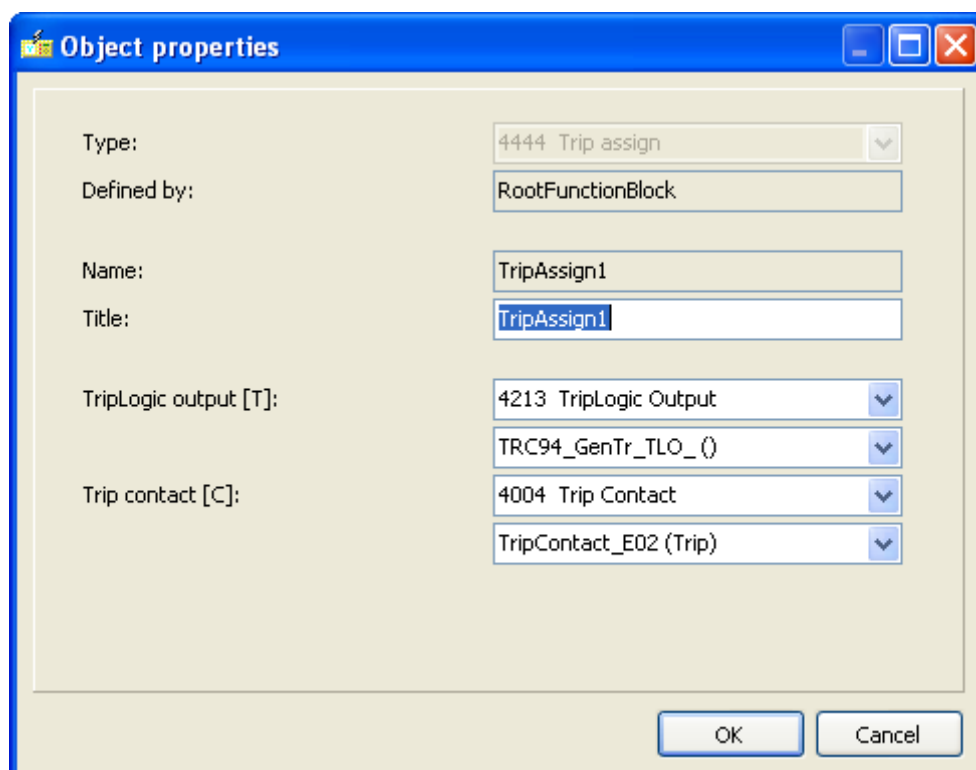 Object properties
Type: 4444 Trip assign
Defined by: RootFunctionBlock
Name: TripAssign1
Title: TripAssign1
TripLogic output [T]: 4213 TripLogic Output
TRC94_GenTr_TLO_ ()
Trip contact [C]: 4004 Trip Contact
TripContact_E02 (Trip)
OK Cancel